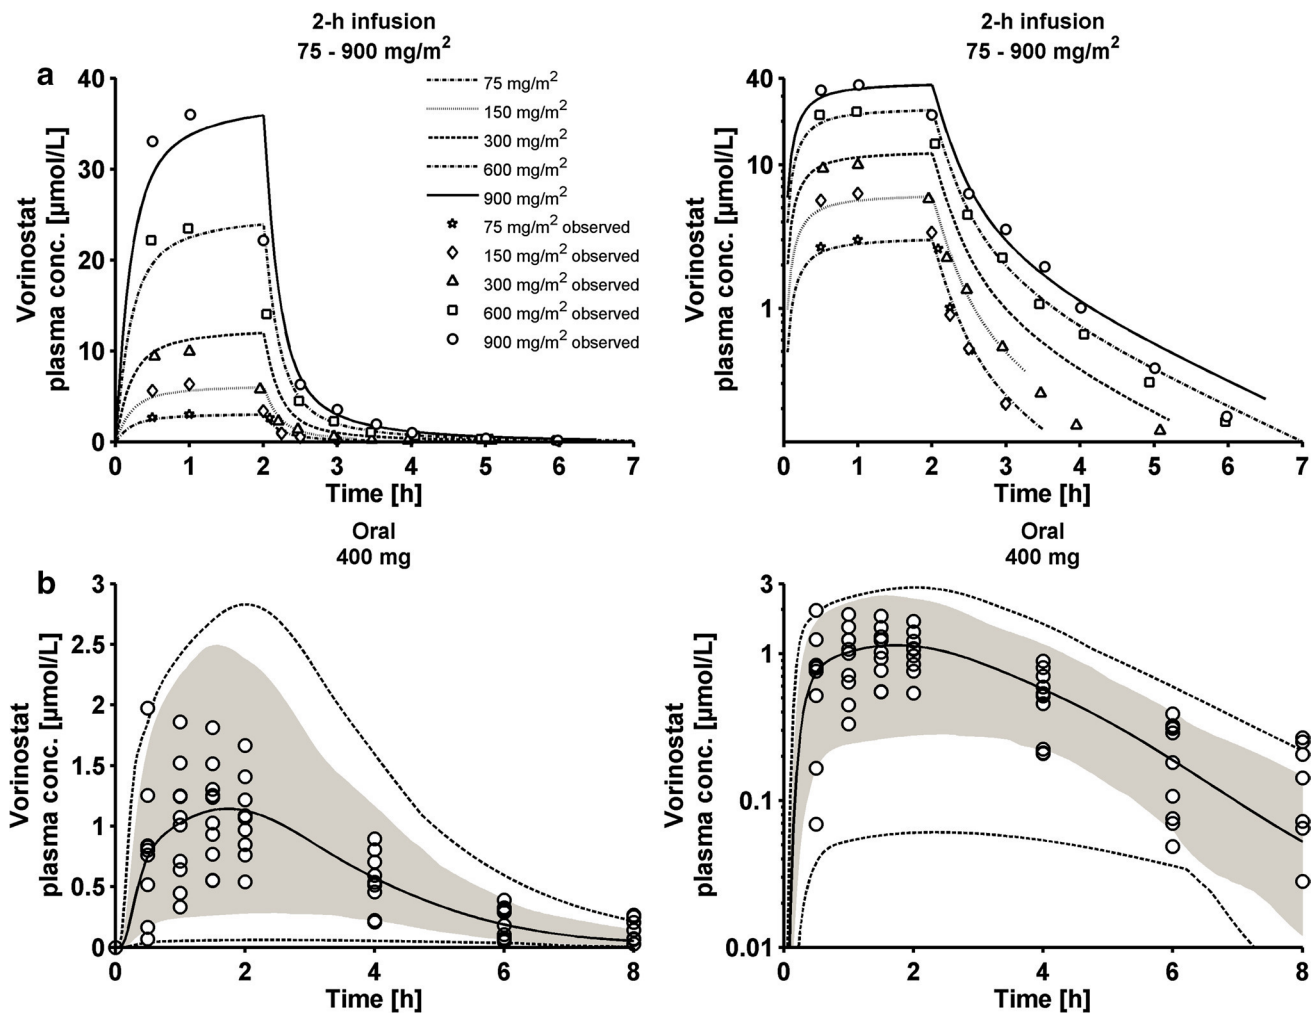 2-h infusion
75 - 900 mg/m²
a
Vorinostat
plasma conc. [µmol/L]
40
30
20
10
0
0 1 2 3 4 5 6 7
Time [h]
75 mg/m²
150 mg/m²
300 mg/m²
600 mg/m²
900 mg/m²
75 mg/m² observed
150 mg/m² observed
300 mg/m² observed
600 mg/m² observed
900 mg/m² observed
2-h infusion
75 - 900 mg/m²
Vorinostat
plasma conc. [µmol/L]
40
10
1
0 1 2 3 4 5 6 7
Time [h]
Oral
400 mg
b
Vorinostat
plasma conc. [µmol/L]
3
2.5
2
1.5
1
0.5
0
0 2 4 6 8
Time [h]
Oral
400 mg
Vorinostat
plasma conc. [µmol/L]
3
1
0.1
0.01
0 2 4 6 8
Time [h]